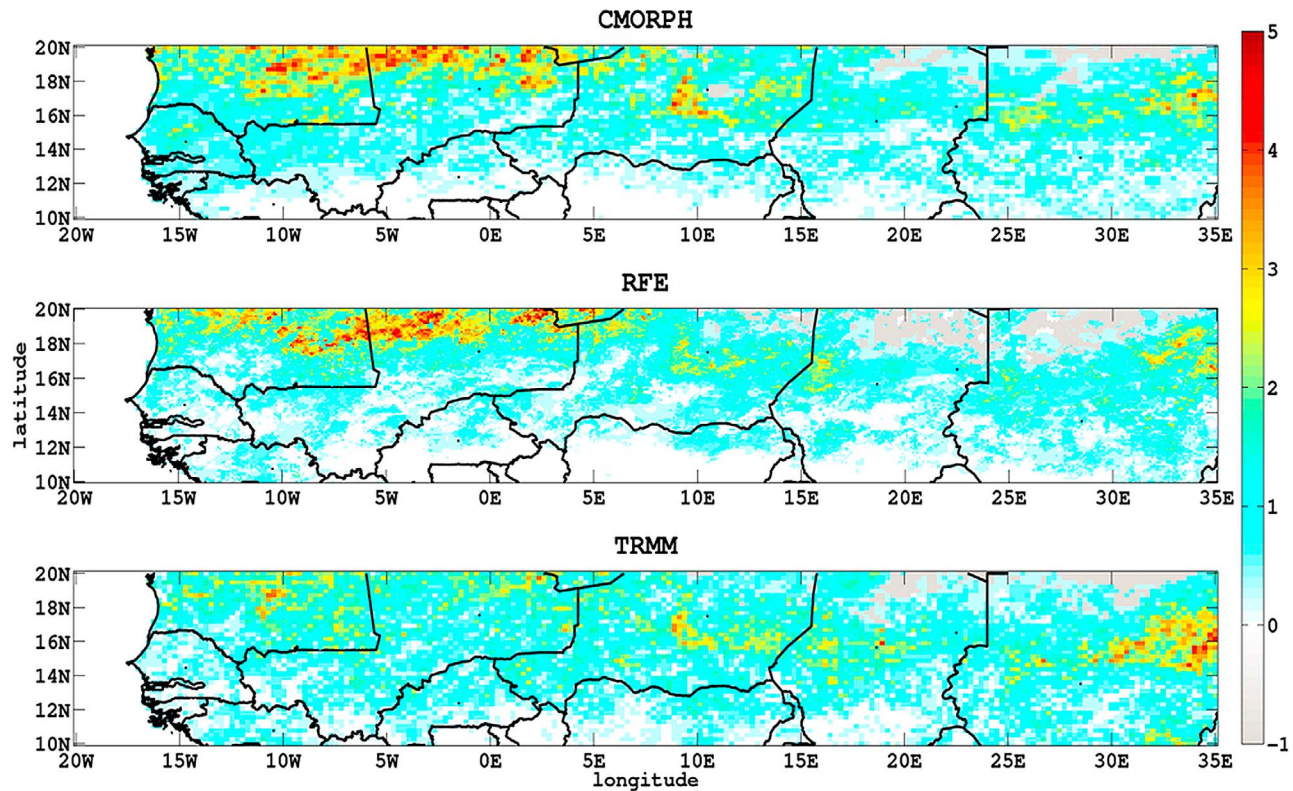 CMORPH
20N
18N
16N
14N
12N
10N
20W 15W 10W 5W 0E 5E 10E 15E 20E 25E 30E 35E
RFE
20N
18N
16N
14N
12N
10N
20W 15W 10W 5W 0E 5E 10E 15E 20E 25E 30E 35E
latitude
TRMM
20N
18N
16N
14N
12N
10N
20W 15W 10W 5W 0E 5E 10E 15E 20E 25E 30E 35E
longitude
5
4
3
2
1
0
-1